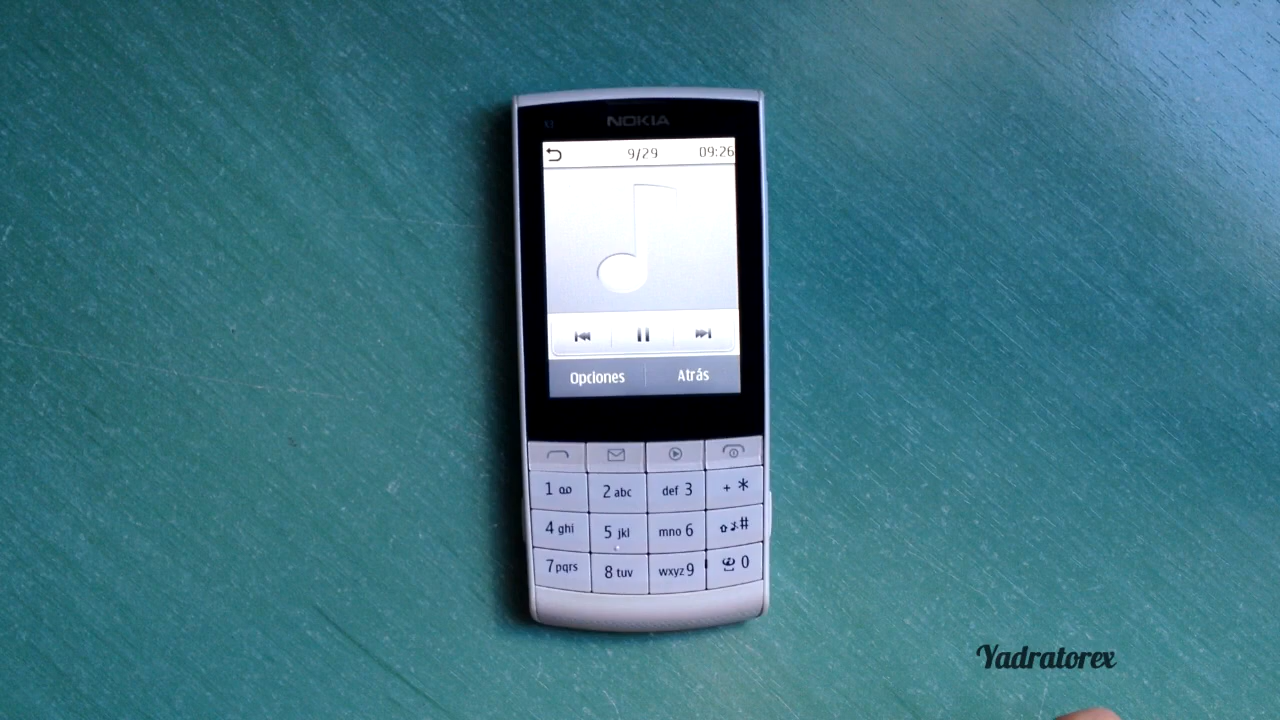 X3
NOKIA
9/29 09:26
Opciones Atrás
1 2 abc def 3 + *
4 ghi 5 jkl mno 6 #
7 pqrs 8 tuv wxyz 9 0
Yadratorex